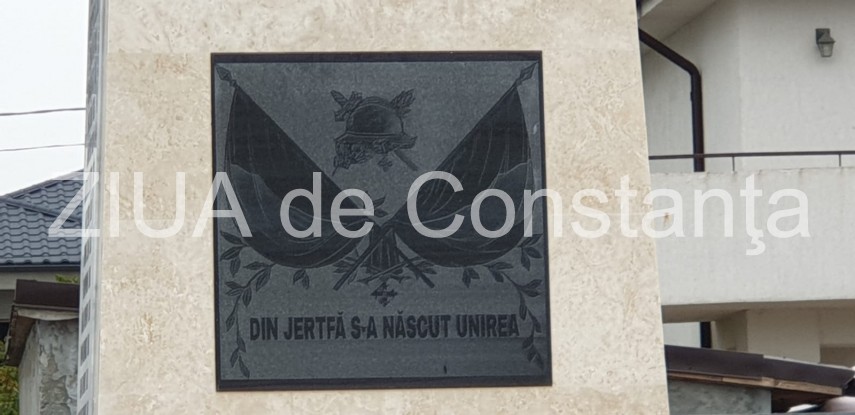 ZIUA de Constanţa
DIN JERTFĂ S-A NĂSCUT UNIREA